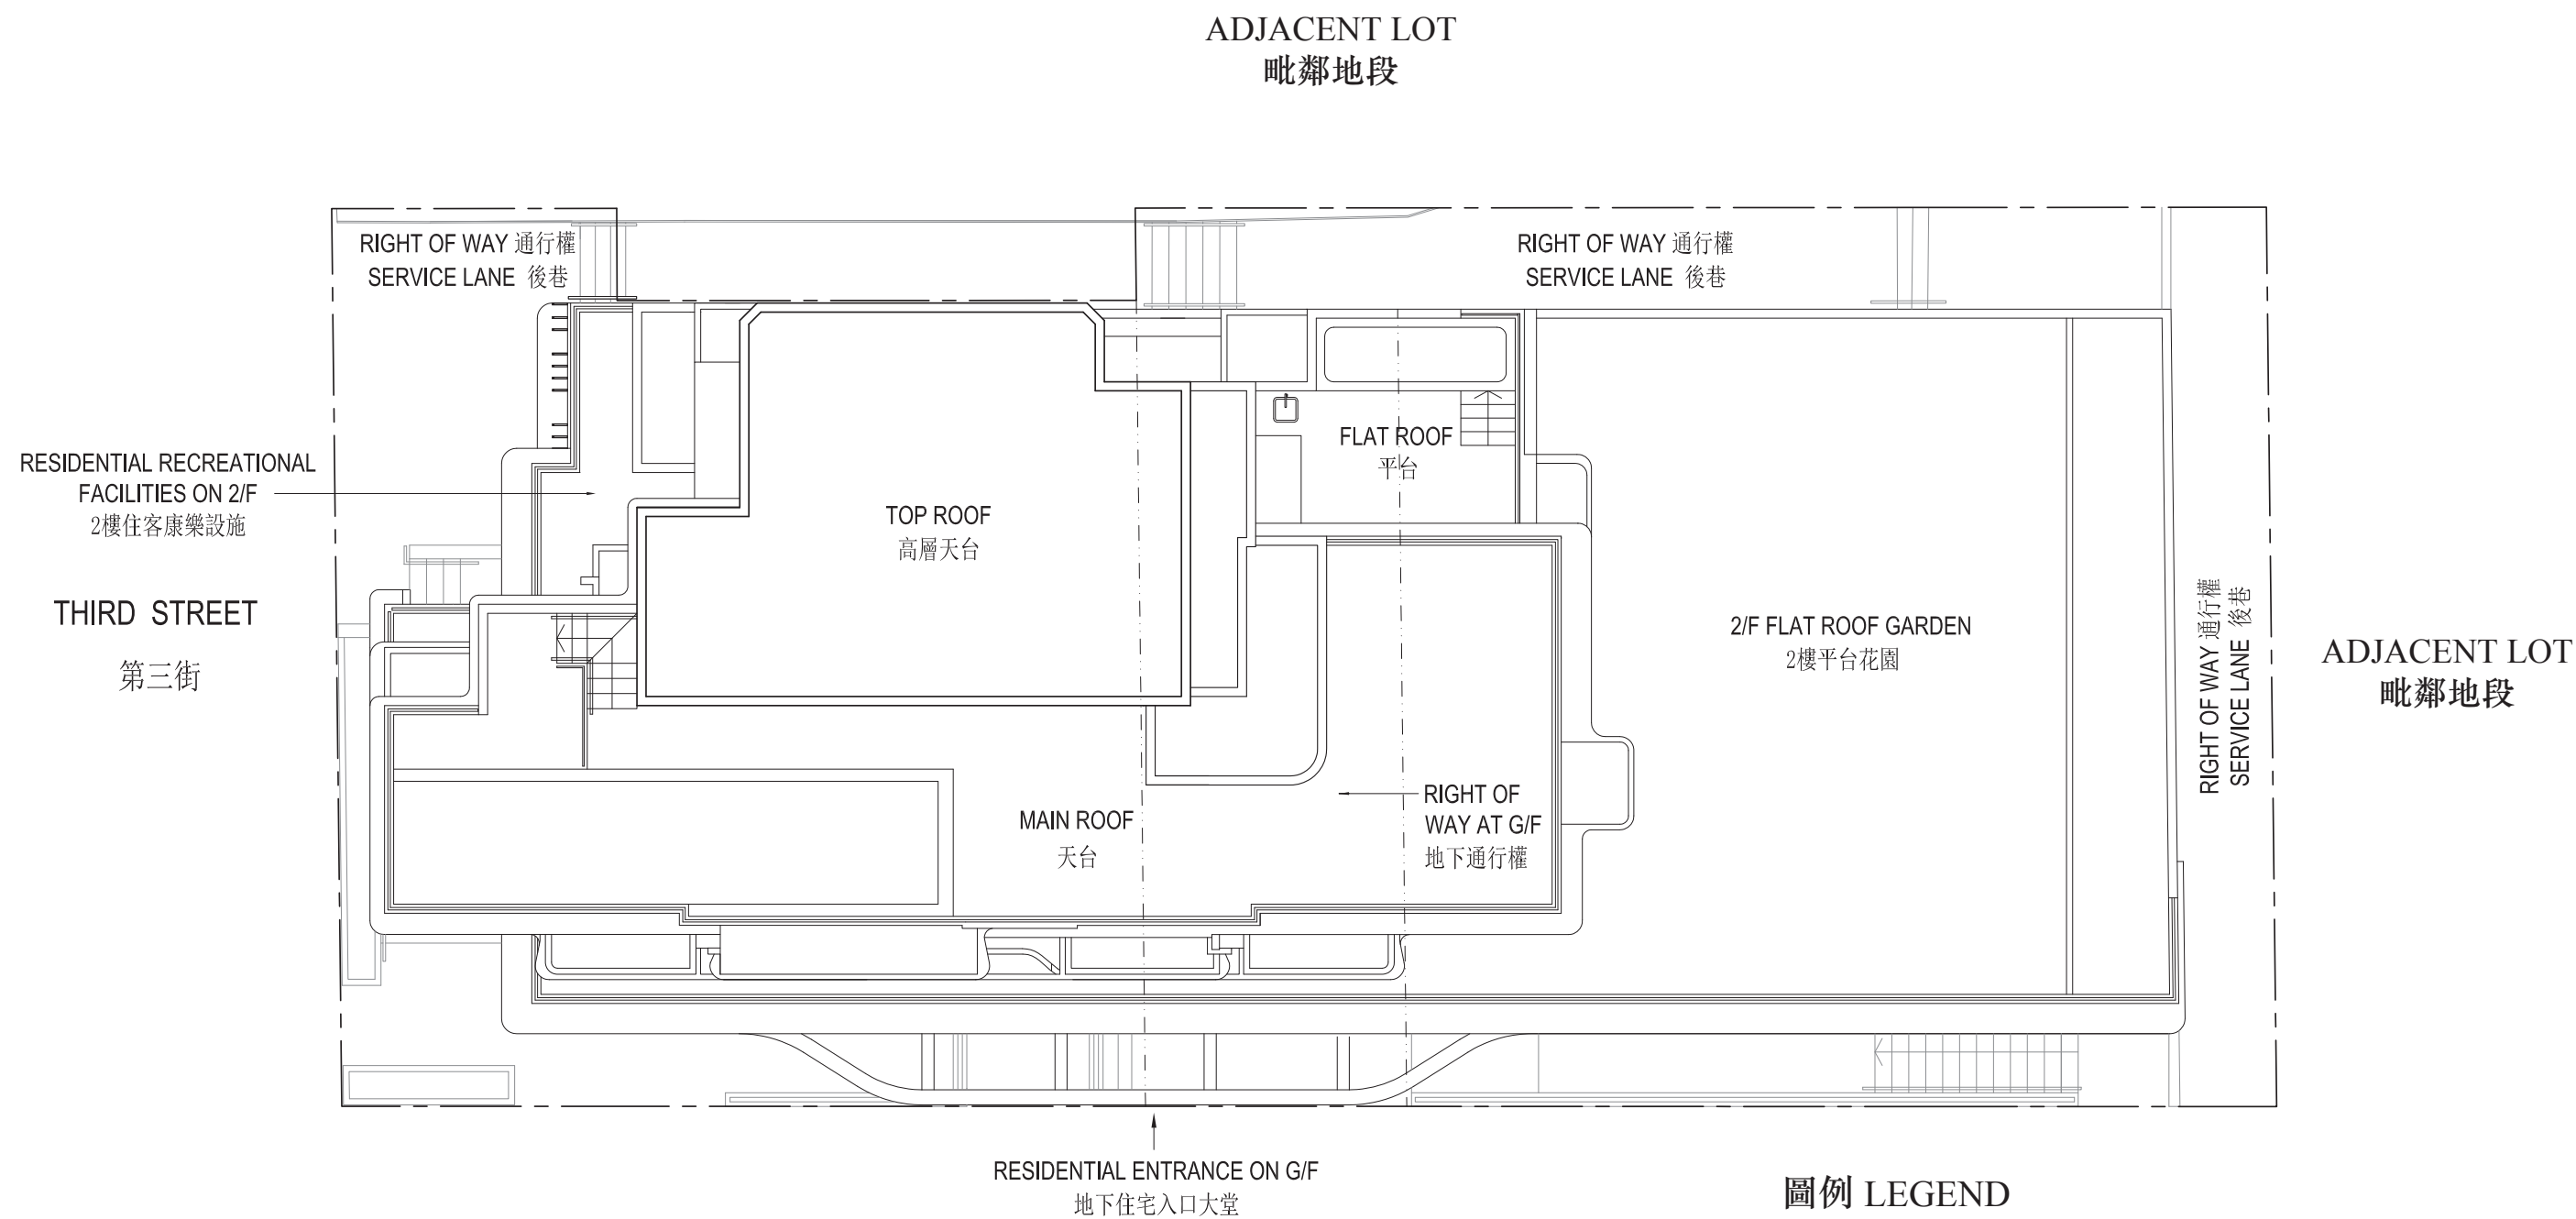 ADJACENT LOT
毗鄰地段
RIGHT OF WAY 通行權
SERVICE LANE 後巷
RIGHT OF WAY 通行權
SERVICE LANE 後巷
RESIDENTIAL RECREATIONAL
FACILITIES ON 2/F
2樓住客康樂設施
FLAT ROOF
平台
TOP ROOF
高層天台
THIRD STREET
第三街
2/F FLAT ROOF GARDEN
2樓平台花園
RIGHT OF WAY 通行權
SERVICE LANE 後巷
ADJACENT LOT
毗鄰地段
MAIN ROOF
天台
RIGHT OF
WAY AT G/F
地下通行權
RESIDENTIAL ENTRANCE ON G/F
地下住宅入口大堂
圖例 LEGEND